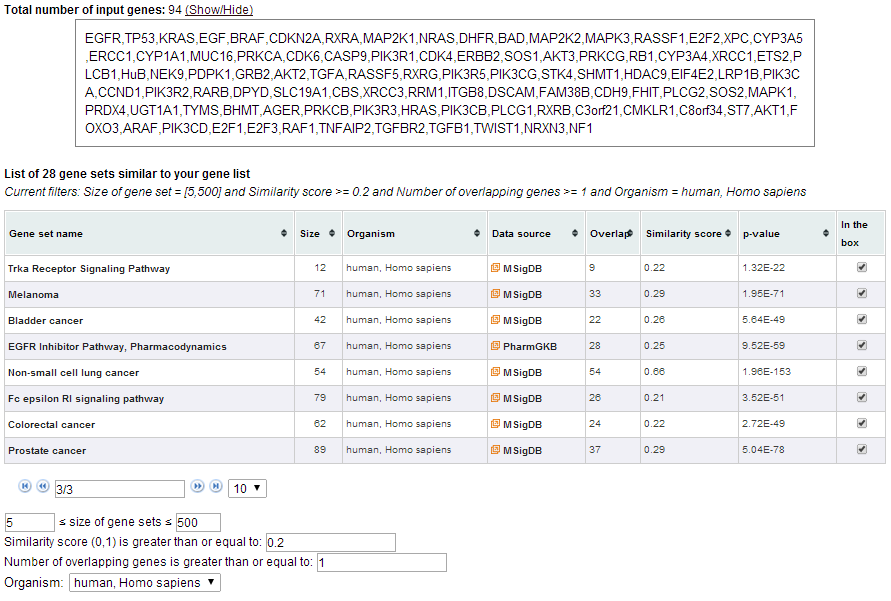 Total number of input genes: 94 (Show/Hide)
EGFR,TP53,KRAS,EGF,BRAF,CDKN2A,RXRA,MAP2K1,NRAS,DHFR,BAD,MAP2K2,MAPK3,RASSF1,E2F2,XPC,CYP3A5
,ERCC1,CYP1A1,MUC16,PRKCA,CDK6,CASP9,PIK3R1,CDK4,ERBB2,SOS1,AKT3,PRKCG,RB1,CYP3A4,XRCC1,ETS2,P
LCB1,HuB,NEK9,PDPK1,GRB2,AKT2,TGFA,RASSF5,RXRG,PIK3R5,PIK3CG,STK4,SHMT1,HDAC9,EIF4E2,LRP1B,PIK3C
A,CCND1,PIK3R2,RARB,DPYD,SLC19A1,CBS,XRCC3,RRM1,ITGB8,DSCAM,FAM38B,CDH9,FHIT,PLCG2,SOS2,MAPK1,
PRDX4,UGT1A1,TYMS,BHMT,AGER,PRKCB,PIK3R3,HRAS,PIK3CB,PLCG1,RXRB,C3orf21,CMKLR1,C8orf34,ST7,AKT1,F
OXO3,ARAF,PIK3CD,E2F1,E2F3,RAF1,TNFAIP2,TGFBR2,TGFB1,TWIST1,NRXN3,NF1
List of 28 gene sets similar to your gene list
Current filters: Size of gene set = [5,500] and Similarity score >= 0.2 and Number of overlapping genes >= 1 and Organism = human, Homo sapiens
Gene set name Size Organism Data source Overlap Similarity score p-value In the box
Trka Receptor Signaling Pathway 12 human, Homo sapiens MSigDB 9 0.22 1.32E-22
Melanoma 71 human, Homo sapiens MSigDB 33 0.29 1.95E-71
Bladder cancer 42 human, Homo sapiens MSigDB 22 0.26 5.64E-49
EGFR Inhibitor Pathway, Pharmacodynamics 67 human, Homo sapiens PharmGKB 28 0.25 9.52E-59
Non-small cell lung cancer 54 human, Homo sapiens MSigDB 54 0.66 1.96E-153
Fc epsilon RI signaling pathway 79 human, Homo sapiens MSigDB 26 0.21 3.52E-51
Colorectal cancer 62 human, Homo sapiens MSigDB 24 0.22 2.72E-49
Prostate cancer 89 human, Homo sapiens MSigDB 37 0.29 5.04E-78
3/3 10
5 ≤ size of gene sets ≤ 500
Similarity score (0,1) is greater than or equal to: 0.2
Number of overlapping genes is greater than or equal to: 1
Organism: human, Homo sapiens